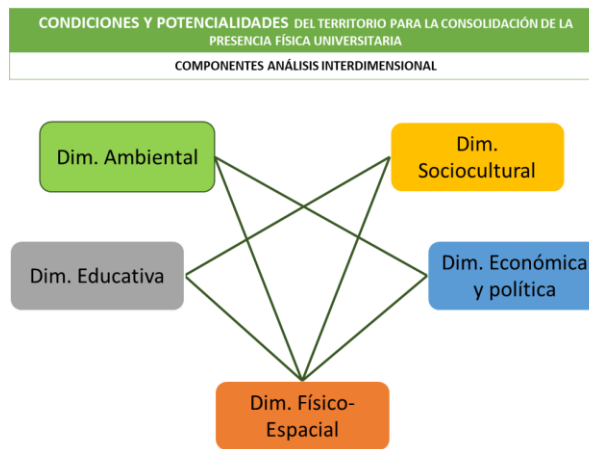 CONDICIONES Y POTENCIALIDADES DEL TERRITORIO PARA LA CONSOLIDACIÓN DE LA
PRESENCIA FÍSICA UNIVERSITARIA
COMPONENTES ANÁLISIS INTERDIMENSIONAL
Dim. Ambiental
Dim.
Sociocultural
Dim. Educativa
Dim. Económica
y política
Dim. Físico-
Espacial